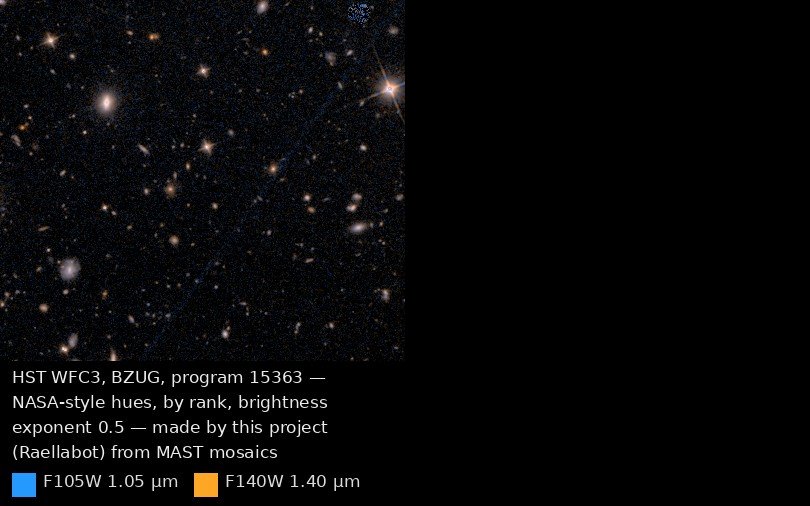 HST WFC3, BZUG, program 15363 —
NASA-style hues, by rank, brightness
exponent 0.5 — made by this project
(Raellabot) from MAST mosaics
F105W 1.05 µm F140W 1.40 µm